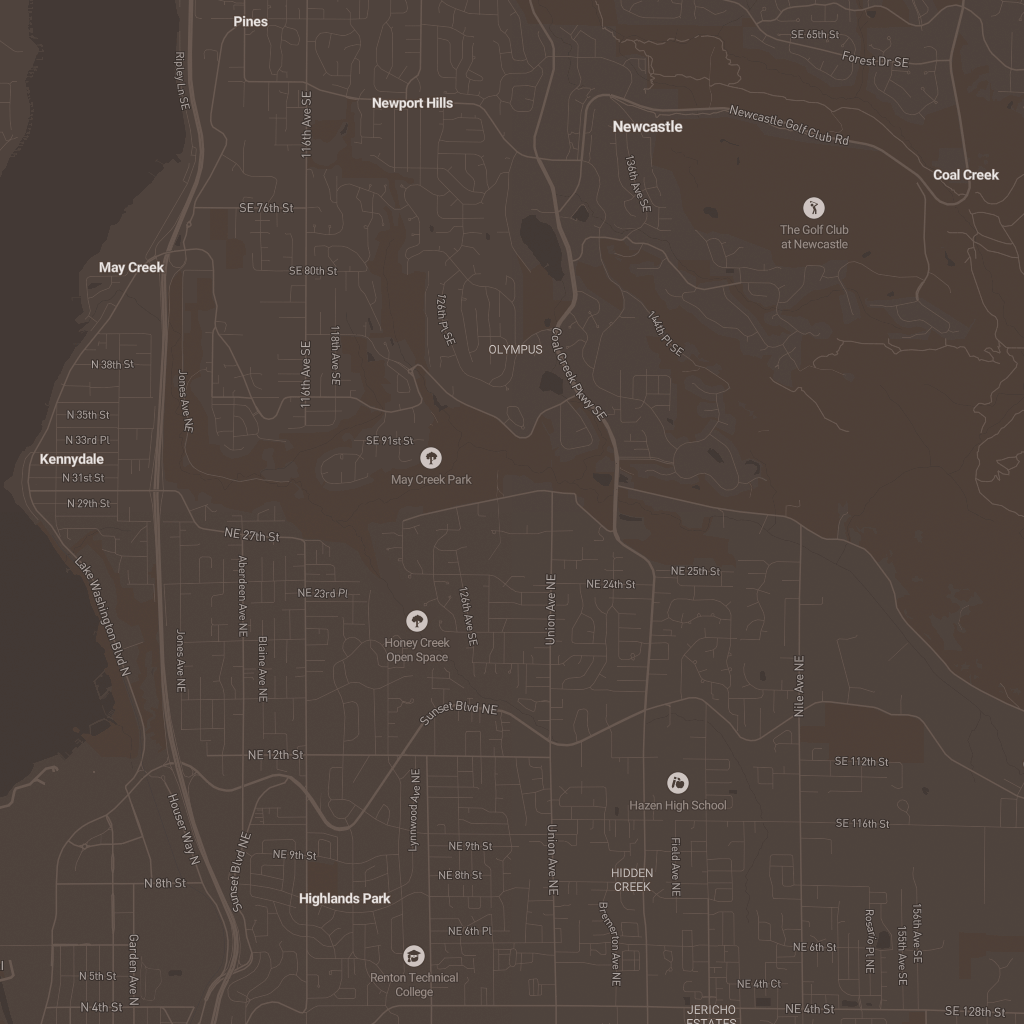 Pines
SE 65th St
Forest Dr SE
Ripley Ln SE
116th Ave SE
Newport Hills
Newcastle
Newcastle Golf Club Rd
Coal Creek
136th Ave SE
SE 76th St
The Golf Club
at Newcastle
May Creek
SE 80th St
126th Pl SE
144th Pl SE
118th Ave SE
116th Ave SE
OLYMPUS
Coal Creek Pkwy SE
N 38th St
Jones Ave NE
N 35th St
N 33rd Pl
SE 91st St
Kennydale
N 31st St
May Creek Park
N 29th St
NE 27th St
Lake Washington Blvd N
Aberdeen Ave NE
NE 23rd Pl
126th Ave SE
Union Ave NE
NE 24th St
NE 25th St
Jones Ave NE
Blaine Ave NE
Honey Creek
Open Space
Nile Ave NE
Sunset Blvd NE
NE 12th St
SE 112th St
Lynnwood Ave NE
Hazen High School
Houser Way N
SE 116th St
Sunset Blvd NE
NE 9th St
NE 9th St
Union Ave NE
Field Ave NE
N 8th St
NE 8th St
HIDDEN
CREEK
Highlands Park
NE 6th Pl
Bremerton Ave NE
Rosario Pl NE
155th Ave SE
156th Ave SE
NE 6th St
Garden Ave N
N 5th St
Renton Technical
College
NE 4th Ct
N 4th St
JERICHO
ESTATES
NE 4th St
SE 128th St